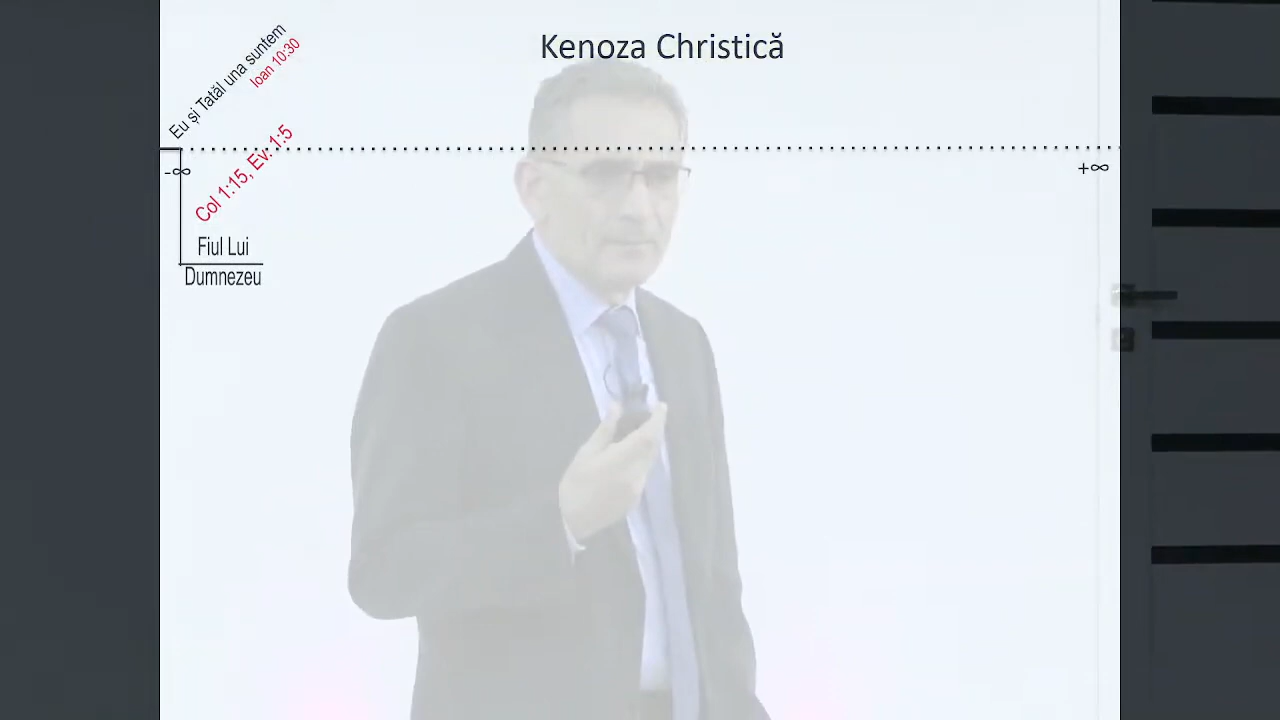 Kenoza Christică
Eu și Tatăl una suntem
Ioan 10:30
-∞
Col 1:15, Ev. 1:5
+∞
Fiul Lui
Dumnezeu